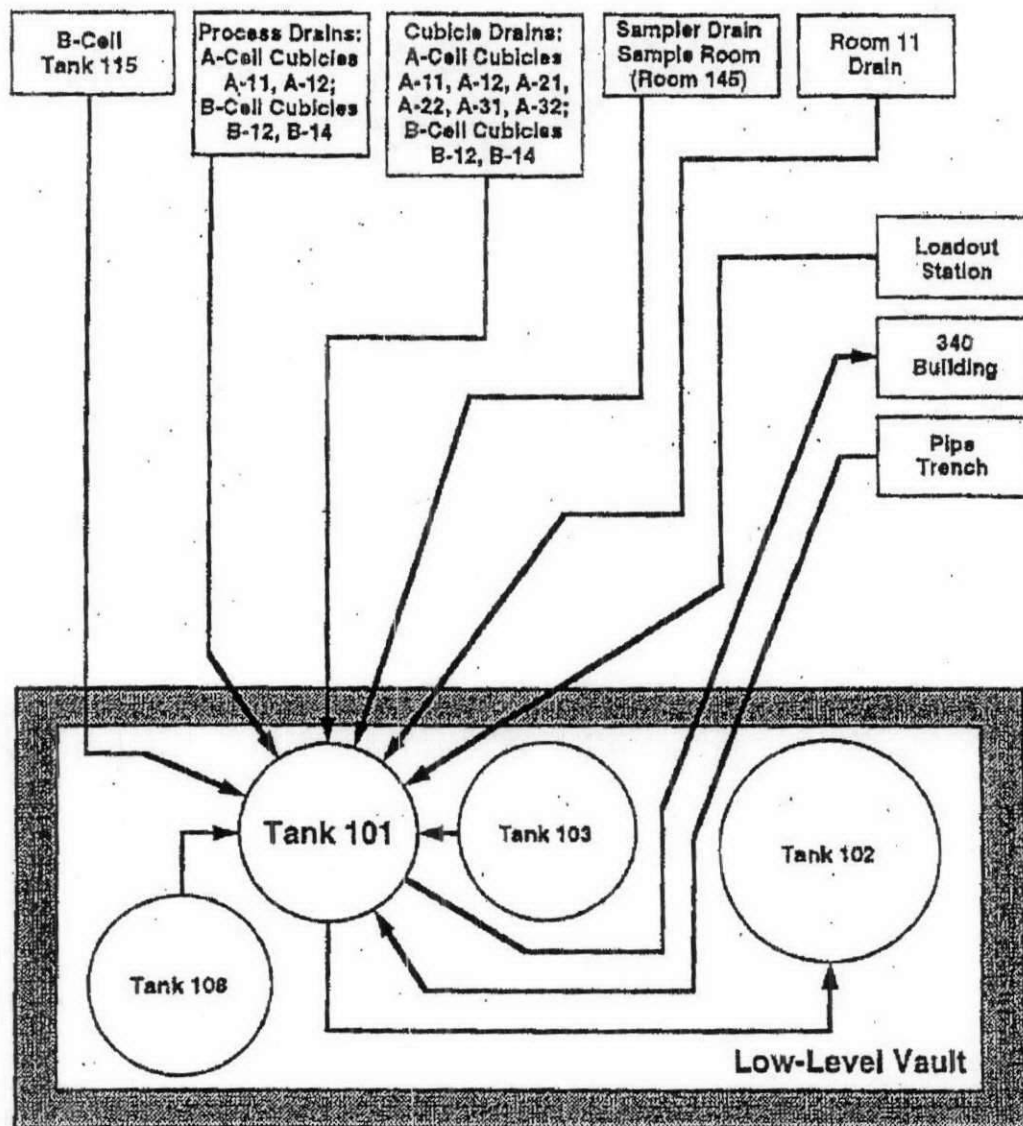 B-Cell
Tank 115
Process Drains:
A-Cell Cubicles
A-11, A-12;
B-Cell Cubicles
B-12, B-14
Cubicle Drains:
A-Cell Cubicles
A-11, A-12, A-21,
A-22, A-31, A-32;
B-Cell Cubicles
B-12, B-14
Sampler Drain
Sample Room
(Room 145)
Room 11
Drain
Loadout
Station
340
Building
Pipe
Trench
Tank 101
Tank 103
Tank 102
Tank 108
Low-Level Vault